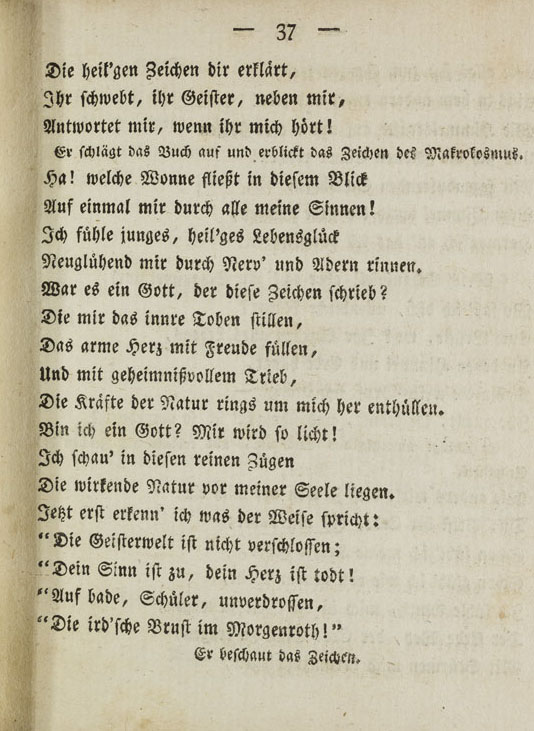 — 37 —
Die heil'gen Zeichen dir erklärt,
Ihr schwebt, ihr Geister, neben mir,
Antwortet mir, wenn ihr mich hört!
Er schlägt das Buch auf und erblickt das Zeichen des Makrokosmus.
Ha! welche Wonne fließt in diesem Blick
Auf einmal mir durch alle meine Sinnen!
Ich fühle junges, heil'ges Lebensglück
Neuglühend mir durch Nerv' und Adern rinnen.
War es ein Gott, der diese Zeichen schrieb?
Die mir das innre Toben stillen,
Das arme Herz mit Freude füllen,
Und mit geheimnißvollem Trieb,
Die Kräfte der Natur rings um mich her enthüllen.
Bin ich ein Gott? Mir wird so licht!
Ich schau' in diesen reinen Zügen
Die wirkende Natur vor meiner Seele liegen.
Jetzt erst erkenn' ich was der Weise spricht:
“Die Geisterwelt ist nicht verschlossen;
“Dein Sinn ist zu, dein Herz ist todt!
“Auf bade, Schüler, unverdrossen,
“Die ird'sche Brust im Morgenroth!”
Er beschaut das Zeichen.